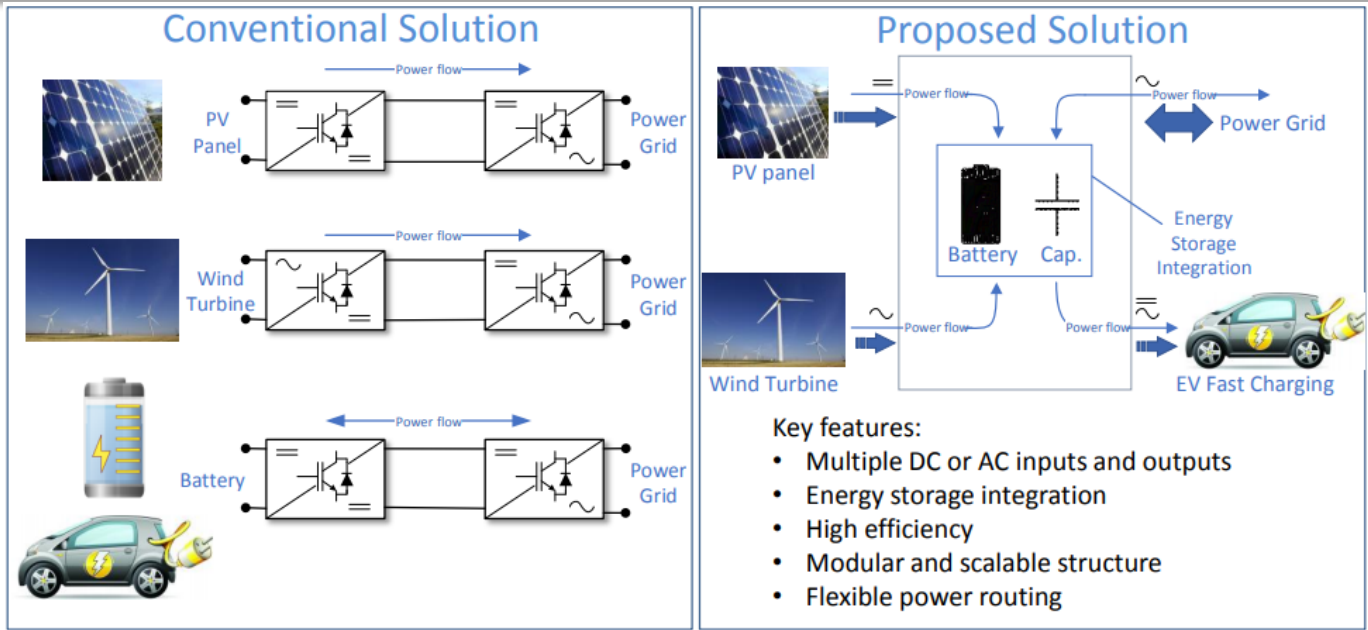 Conventional Solution
Power flow
PV
Panel
Power
Grid
Power flow
Wind
Turbine
Power
Grid
Power flow
Battery
Power
Grid
Proposed Solution
Power flow
Power flow
Power Grid
PV panel
Battery
Cap.
Energy
Storage
Integration
Power flow
Power flow
Wind Turbine
EV Fast Charging
Key features:
• Multiple DC or AC inputs and outputs
• Energy storage integration
• High efficiency
• Modular and scalable structure
• Flexible power routing